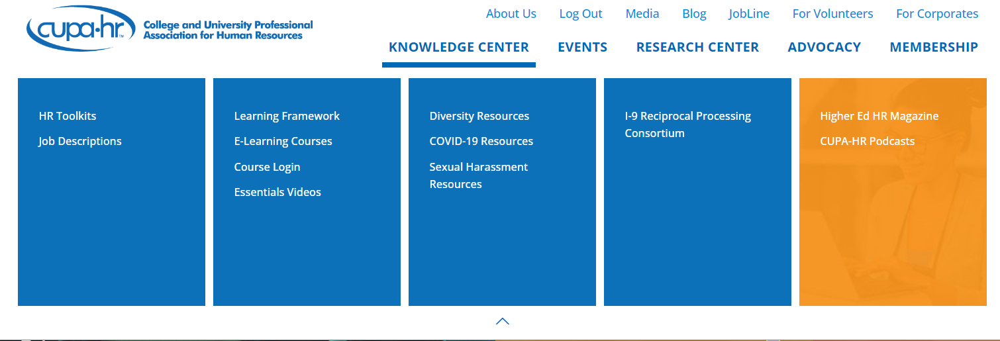 cupa-hr™
College and University Professional
Association for Human Resources
About Us
Log Out
Media
Blog
JobLine
For Volunteers
For Corporates
KNOWLEDGE CENTER
EVENTS
RESEARCH CENTER
ADVOCACY
MEMBERSHIP
HR Toolkits
Job Descriptions
Learning Framework
E-Learning Courses
Course Login
Essentials Videos
Diversity Resources
COVID-19 Resources
Sexual Harassment
Resources
I-9 Reciprocal Processing
Consortium
Higher Ed HR Magazine
CUPA-HR Podcasts